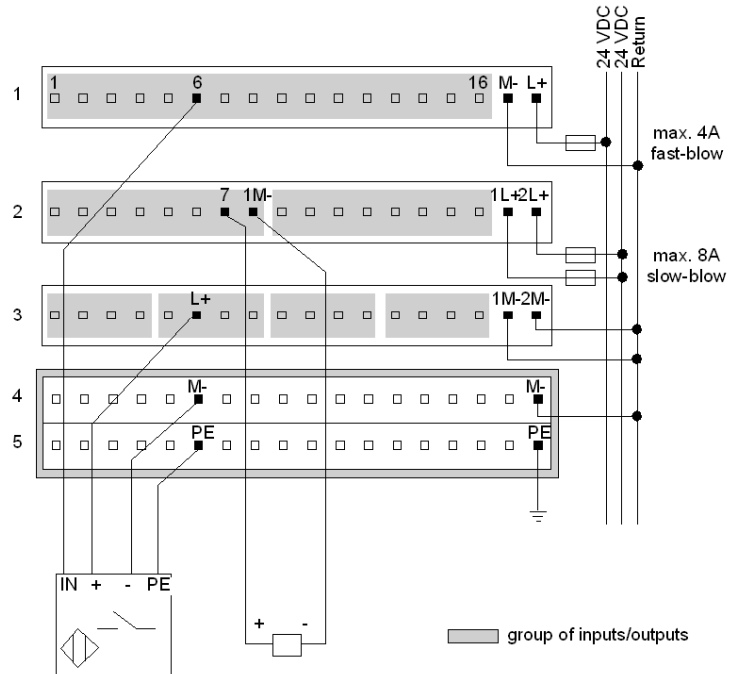 24 VDC
24 VDC
Return
1 6 16 M- L+
1
max. 4A
fast-blow
7 1M- 1L+2L+
2
max. 8A
slow-blow
L+ 1M-2M-
3
M- M-
4
PE PE
5
IN + - PE
+ -
group of inputs/outputs